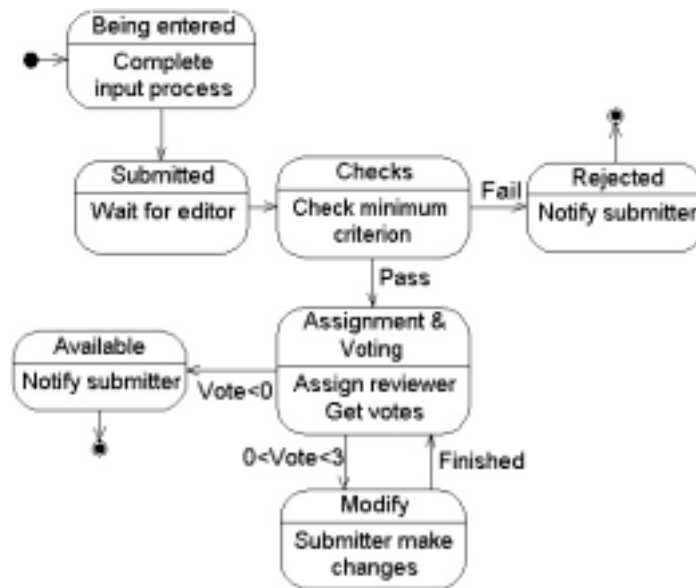 Being entered
Complete
input process
Submitted
Wait for editor
Checks
Check minimum
criterion
Fail
Rejected
Notify submitter
Pass
Assignment &
Voting
Assign reviewer
Get votes
Available
Notify submitter
Vote<0
0<Vote<3
Finished
Modify
Submitter make
changes